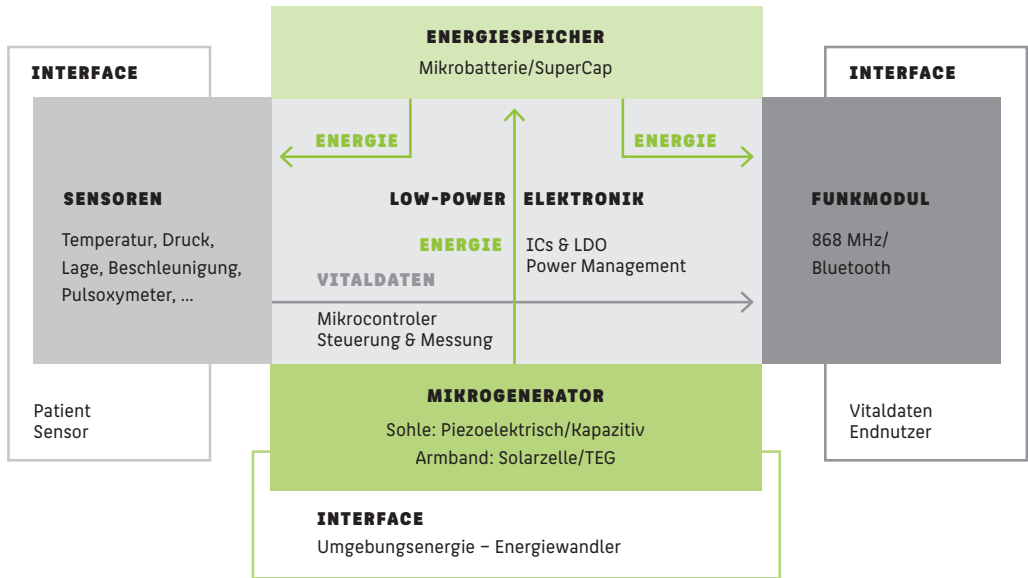 ENERGIESPEICHER
Mikrobatterie/SuperCap
INTERFACE
INTERFACE
ENERGIE
ENERGIE
SENSOREN
Temperatur, Druck,
Lage, Beschleunigung,
Pulsoxymeter, ...
LOW-POWER ELEKTRONIK
ENERGIE
ICs & LDO
Power Management
VITALDATEN
Mikrocontroler
Steuerung & Messung
FUNKMODUL
868 MHz/
Bluetooth
MIKROGENERATOR
Sohle: Piezoelektrisch/Kapazitiv
Armband: Solarzelle/TEG
Patient
Sensor
Vitaldaten
Endnutzer
INTERFACE
Umgebungsenergie – Energiewandler